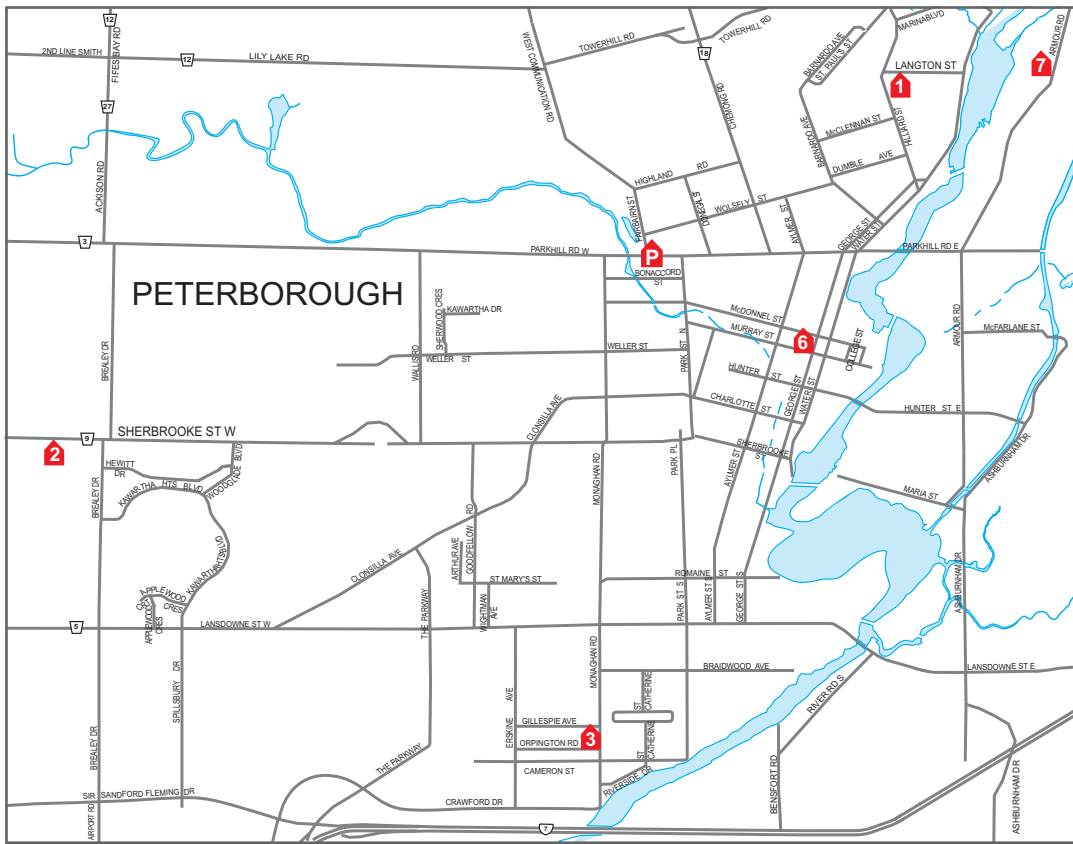 12
FIFES BAY RD
2ND LINE SMITH
12
LILY LAKE RD
27
ACKISON RD
WEST COMMUNICATION RD
TOWERHILL RD
TOWERHILL RD
18
CHEMONG RD
BARNARDO AVE
ST PAULS ST
MARINABLVD
LANGTON ST
1
HILLIARD ST
ARMOUR RD
7
McCLENNAN ST
BARNARDO AVE
DUMBLE AVE
HIGHLAND RD
FAIRBAIRN ST
DONEGAL S
WOLSELY ST
AYLMER ST
GEORGE ST
WATER ST
3
PARKHILL RD W
P
PARKHILL RD E
BONACCORD ST
PETERBOROUGH
BREALEY DR
SHERWOOD CRES
KAWARTHA DR
WALLIS RD
WELLER ST
WELLER ST
PARK ST N
McDONNEL ST
MURRAY ST
6
COLLEGE ST
ARMOUR RD
McFARLANE ST
HUNTER ST
GEORGE ST
WATER ST
CHARLOTTE ST
HUNTER ST E
CLONSILLA AVE
9
SHERBROOKE ST W
2
SHERBROOKE ST
AYLMER ST
PARK PL
MONAGHAN RD
ASHBURNHAM DR
MARIA ST
HEWITT DR
KAWARTHA HTS BLVD
WOODGLADE BLVD
BREALEY DR
KAWARTHA HTSBLVD
GOODFELLOW RD
ARTHUR AVE
CLONSILLA AVE
THE PARKWAY
ST MARY'S ST
WIGHTMAN AVE
ROMAINE ST
PARK ST S
AYLMER ST S
GEORGE ST S
ASHBURNHAM DR
APPLEWOOD CRES
CRT
APPLEWOOD CRES
5
LANSDOWNE ST W
SPILLSBURY DR
BREALEY DR
MONAGHAN RD
BRAIDWOOD AVE
LANSDOWNE ST E
RIVER RD S
ST CATHERINE
ST CATHERINE
ERSKINE AVE
GILLESPIE AVE
3
ORPINGTON RD
CAMERON ST
RIVERSIDE DR
THE PARKWAY
BENSFORT RD
ASHBURNHAM DR
SIR SANDFORD FLEMING DR
AIRPORT RD
CRAWFORD DR
7